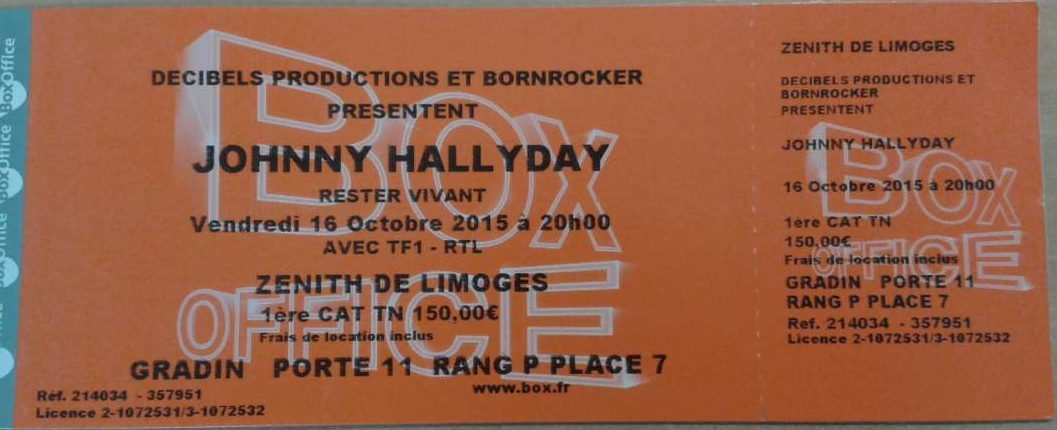 BoxOffice
BoxOffice
BoxOffice
DECIBELS PRODUCTIONS ET BORNROCKER
PRESENTENT
JOHNNY HALLYDAY
RESTER VIVANT
Vendredi 16 Octobre 2015 à 20h00
AVEC TF1 - RTL
ZENITH DE LIMOGES
1ère CAT TN 150,00€
Frais de location inclus
GRADIN PORTE 11 RANG P PLACE 7
www.box.fr
Réf. 214034 - 357951
Licence 2-1072531/3-1072532
BOX
OFFICE
ZENITH DE LIMOGES
DECIBELS PRODUCTIONS ET
BORNROCKER
PRESENTENT
JOHNNY HALLYDAY
16 Octobre 2015 à 20h00
1ère CAT TN
150,00€
Frais de location inclus
GRADIN PORTE 11
RANG P PLACE 7
Ref. 214034 - 357951
Licence 2-1072531/3-1072532
BOX
OFFICE